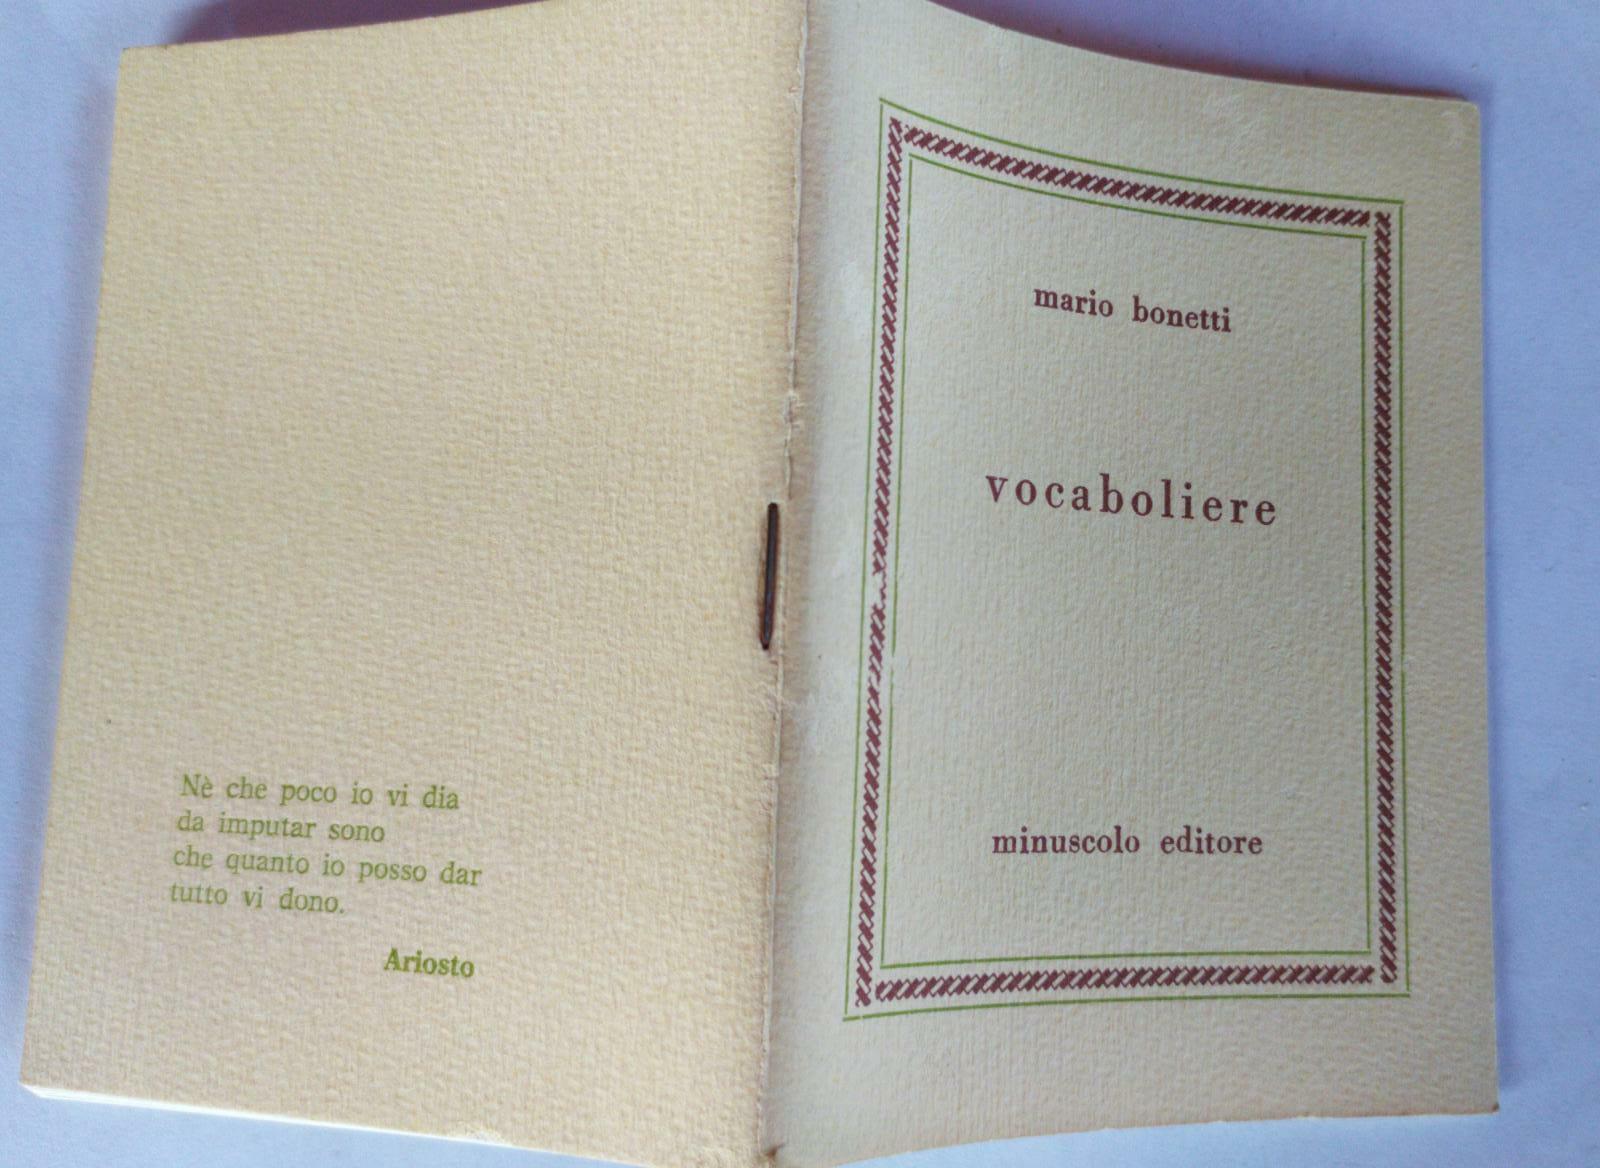 Nè che poco io vi dia
da imputar sono
che quanto io posso dar
tutto vi dono.
Ariosto
mario bonetti
vocaboliere
minuscolo editore